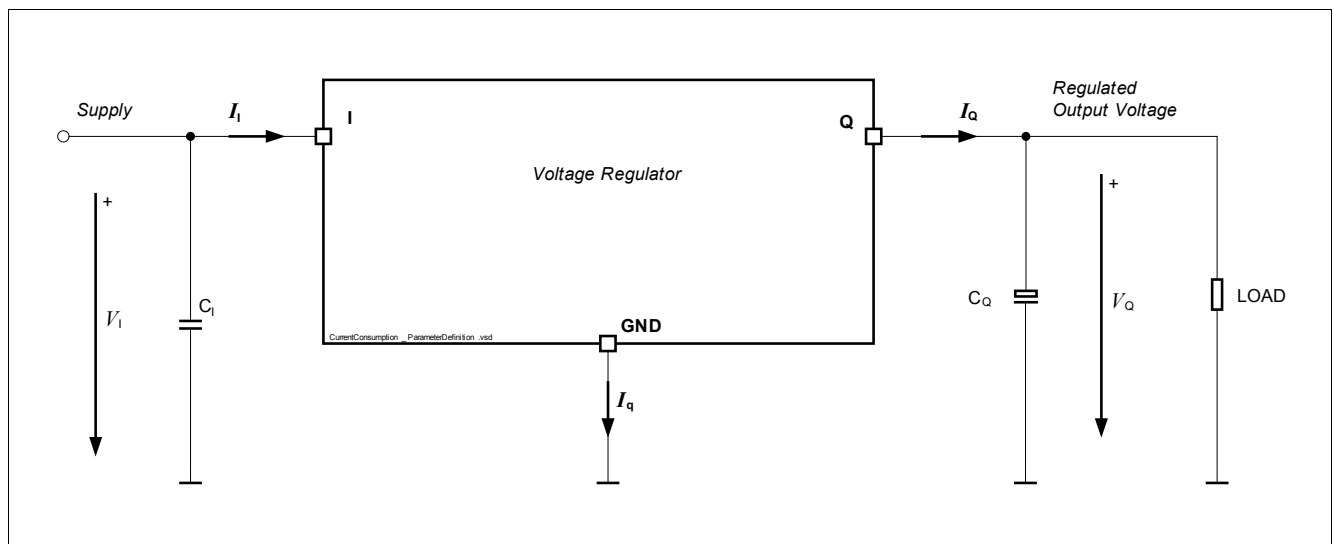 Supply
I_I
I
Q
I_Q
Regulated
Output Voltage
Voltage Regulator
+
+
V_I
C_I
C_Q
V_Q
LOAD
GND
CurrentConsumption _ ParameterDefinition .vsd
I_q